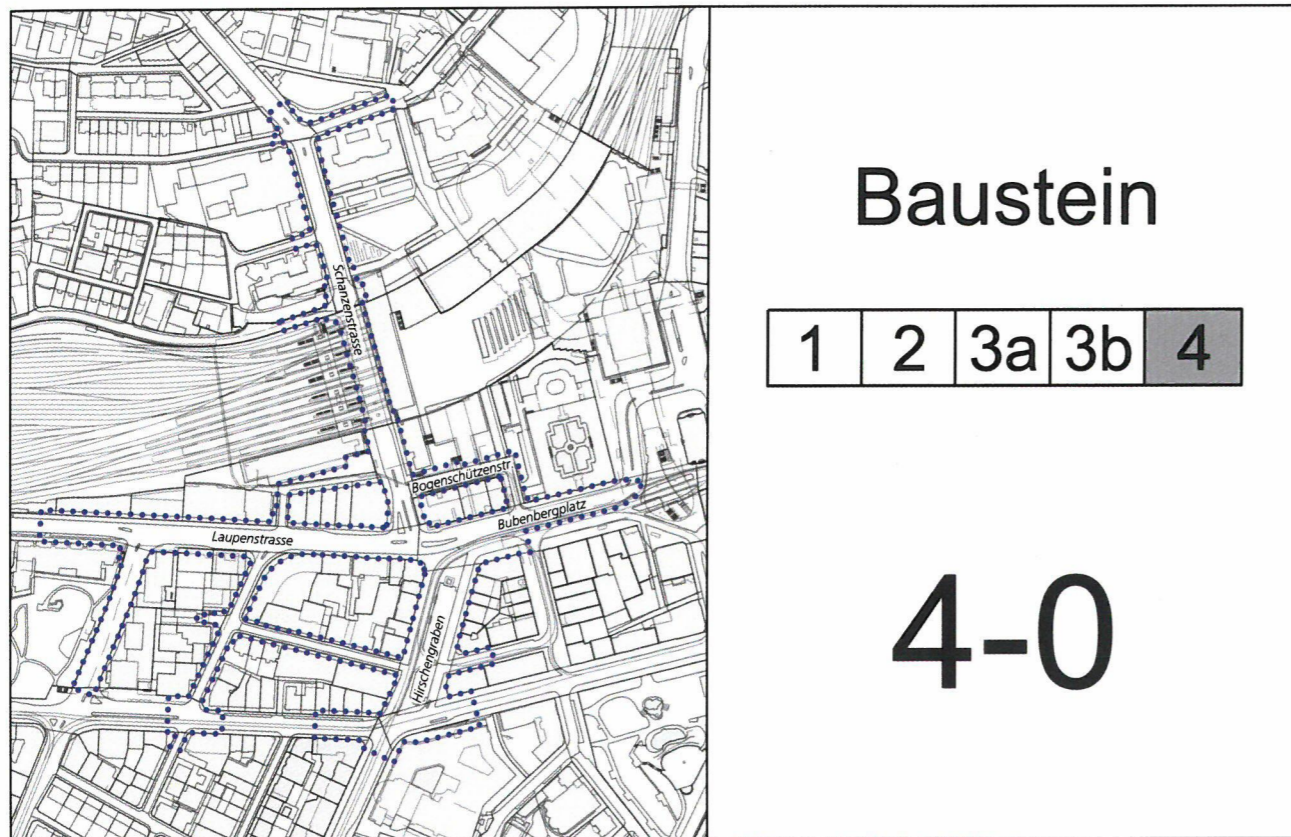 Schanzenstrasse
Bogenschützenstr.
Bubenbergplatz
Laupenstrasse
Hirschengraben
Baustein
1 2 3a 3b 4
4-0